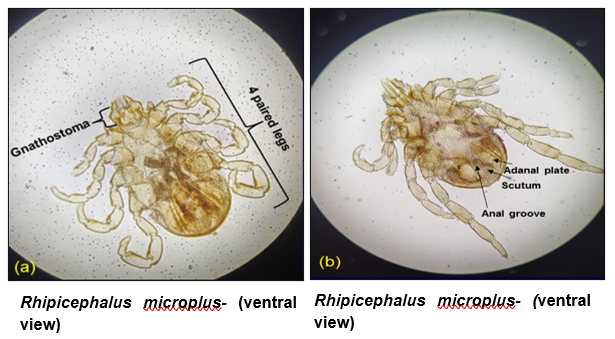 Gnathostoma
4 paired legs
(a)
Adanal plate
Scutum
Anal groove
(b)
Rhipicephalus microplus- (ventral
view)
Rhipicephalus microplus- (ventral
view)